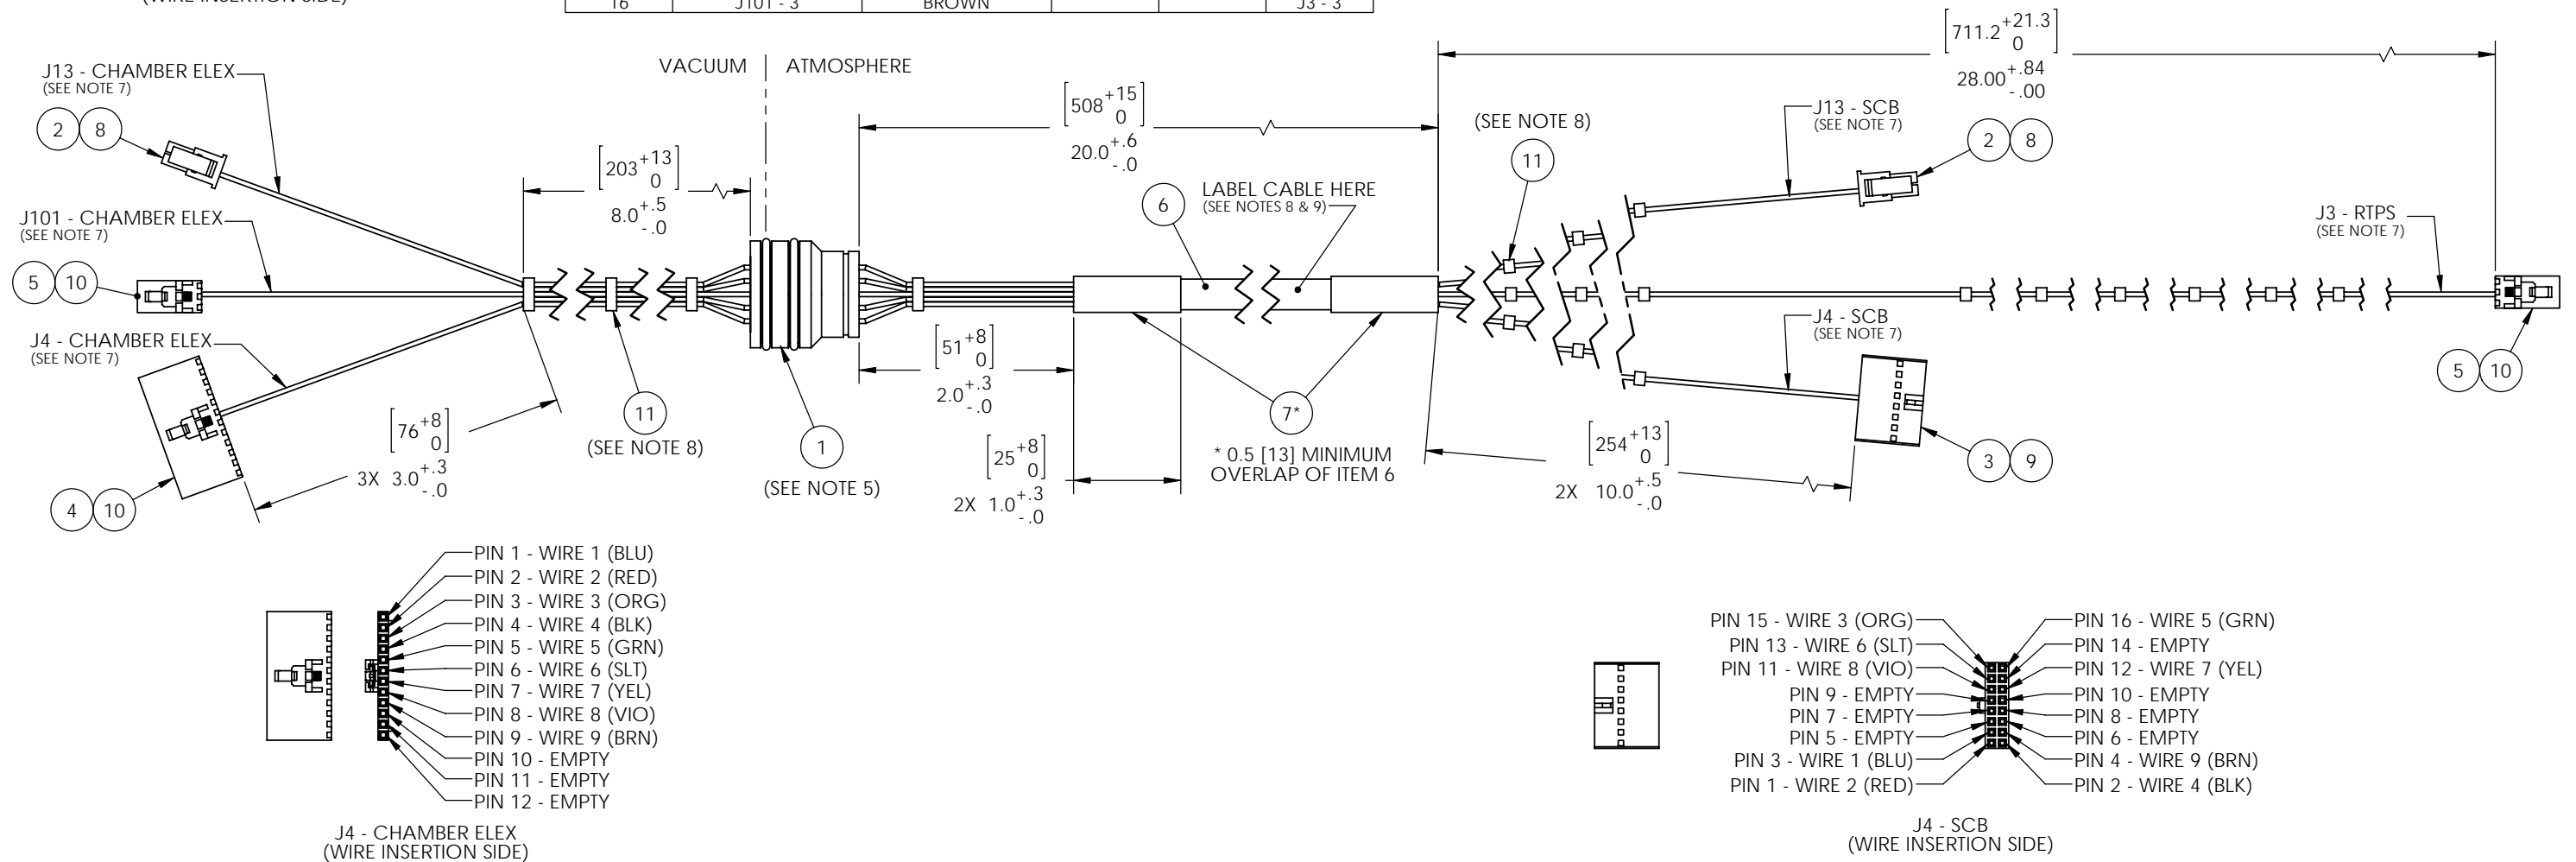 (WIRE INSERTION SIDE)
16 J101 - 3 BROWN J3 - 3
J13 - CHAMBER ELEX
(SEE NOTE 7)
2 8
J101 - CHAMBER ELEX
(SEE NOTE 7)
5 10
J4 - CHAMBER ELEX
(SEE NOTE 7)
4 10
[76 +8 0]
3X 3.0 +.3 -.0
[203 +13 0]
8.0 +.5 -.0
VACUUM ATMOSPHERE
11
(SEE NOTE 8)
1
(SEE NOTE 5)
[508 +15 0]
20.0 +.6 -.0
6
LABEL CABLE HERE
(SEE NOTES 8 & 9)
[51 +8 0]
2.0 +.3 -.0
[25 +8 0]
2X 1.0 +.3 -.0
7*
* 0.5 [13] MINIMUM
OVERLAP OF ITEM 6
[711.2 +21.3 0]
28.00 +.84 -.00
(SEE NOTE 8)
11
J13 - SCB
(SEE NOTE 7)
2 8
J3 - RTPS
(SEE NOTE 7)
5 10
J4 - SCB
(SEE NOTE 7)
3 9
[254 +13 0]
2X 10.0 +.5 -.0
PIN 1 - WIRE 1 (BLU)
PIN 2 - WIRE 2 (RED)
PIN 3 - WIRE 3 (ORG)
PIN 4 - WIRE 4 (BLK)
PIN 5 - WIRE 5 (GRN)
PIN 6 - WIRE 6 (SLT)
PIN 7 - WIRE 7 (YEL)
PIN 8 - WIRE 8 (VIO)
PIN 9 - WIRE 9 (BRN)
PIN 10 - EMPTY
PIN 11 - EMPTY
PIN 12 - EMPTY
J4 - CHAMBER ELEX
(WIRE INSERTION SIDE)
PIN 15 - WIRE 3 (ORG)
PIN 13 - WIRE 6 (SLT)
PIN 11 - WIRE 8 (VIO)
PIN 9 - EMPTY
PIN 7 - EMPTY
PIN 5 - EMPTY
PIN 3 - WIRE 1 (BLU)
PIN 1 - WIRE 2 (RED)
PIN 16 - WIRE 5 (GRN)
PIN 14 - EMPTY
PIN 12 - WIRE 7 (YEL)
PIN 10 - EMPTY
PIN 8 - EMPTY
PIN 6 - EMPTY
PIN 4 - WIRE 9 (BRN)
PIN 2 - WIRE 4 (BLK)
J4 - SCB
(WIRE INSERTION SIDE)